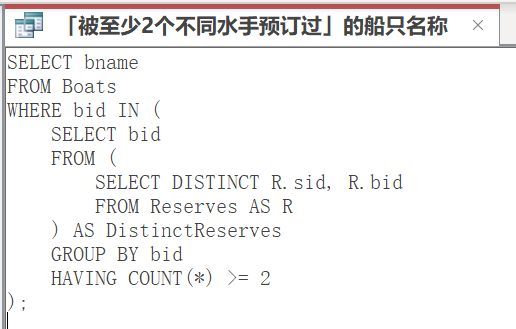 「被至少2个不同水手预订过」的船只名称
SELECT bname
FROM Boats
WHERE bid IN (
    SELECT bid
    FROM (
        SELECT DISTINCT R.sid, R.bid
        FROM Reserves AS R
    ) AS DistinctReserves
    GROUP BY bid
    HAVING COUNT(*) >= 2
);